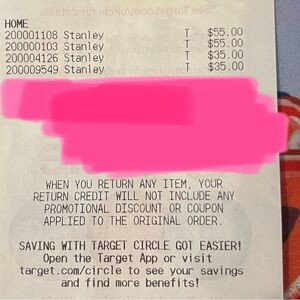 HOME
200001108 Stanley T $55.00
200000103 Stanley T $55.00
200004126 Stanley T $35.00
200009549 Stanley T $35.00
WHEN YOU RETURN ANY ITEM, YOUR
RETURN CREDIT WILL NOT INCLUDE ANY
PROMOTIONAL DISCOUNT OR COUPON
APPLIED TO THE ORIGINAL ORDER.
SAVING WITH TARGET CIRCLE GOT EASIER!
Open the Target App or visit
target.com/circle to see your savings
and find more benefits!